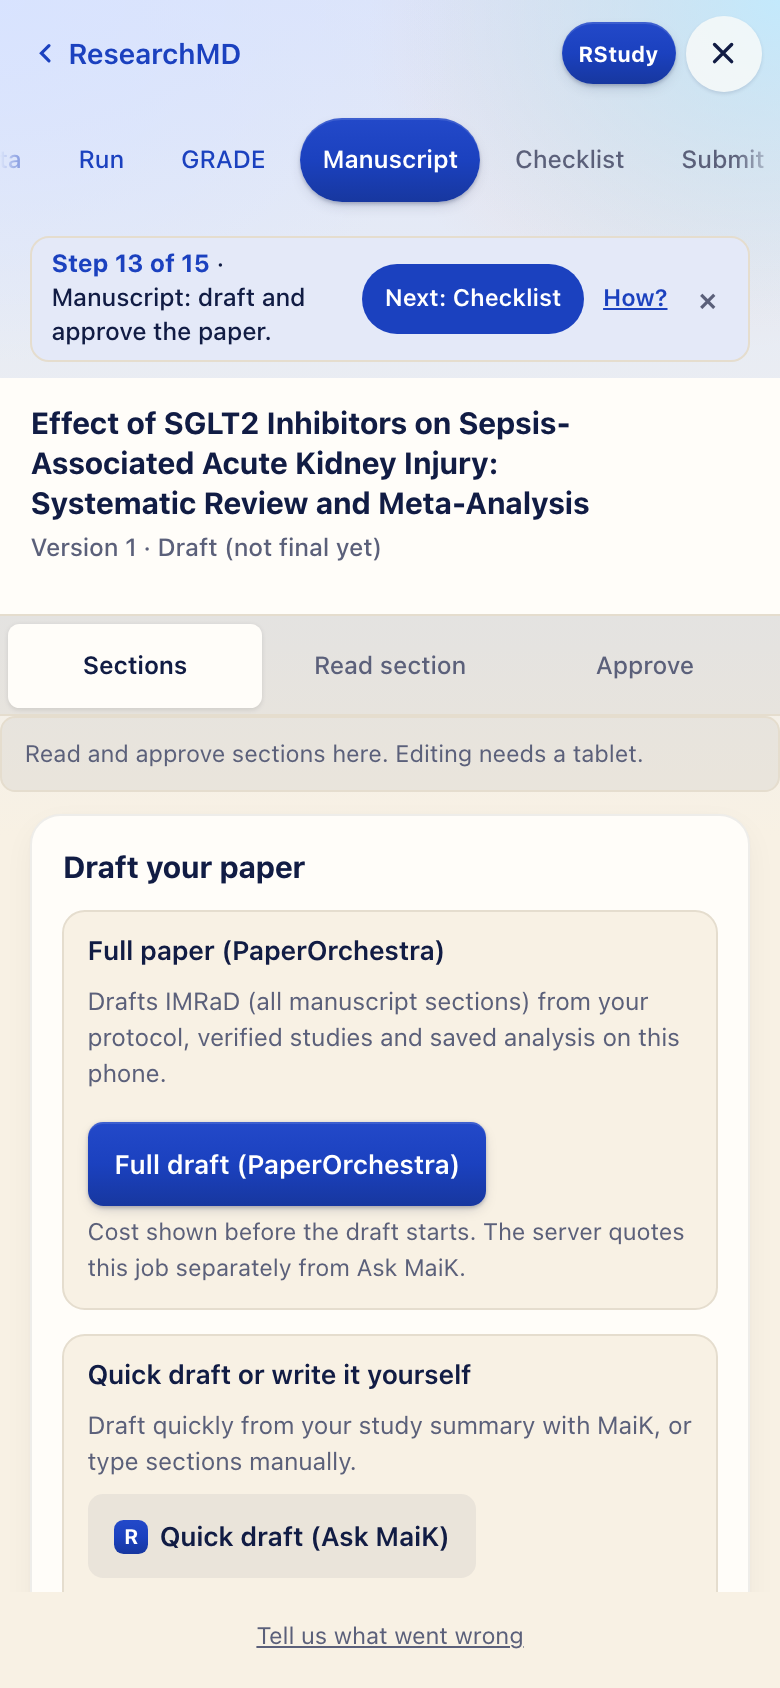 ResearchMD
RStudy
ta Run GRADE Manuscript Checklist Submit
Step 13 of 15 ·
Manuscript: draft and
approve the paper.
Next: Checklist
How?
×
Effect of SGLT2 Inhibitors on Sepsis-
Associated Acute Kidney Injury:
Systematic Review and Meta-Analysis
Version 1 · Draft (not final yet)
Sections Read section Approve
Read and approve sections here. Editing needs a tablet.
Draft your paper
Full paper (PaperOrchestra)
Drafts IMRaD (all manuscript sections) from your
protocol, verified studies and saved analysis on this
phone.
Full draft (PaperOrchestra)
Cost shown before the draft starts. The server quotes
this job separately from Ask MaiK.
Quick draft or write it yourself
Draft quickly from your study summary with MaiK, or
type sections manually.
R Quick draft (Ask MaiK)
Tell us what went wrong